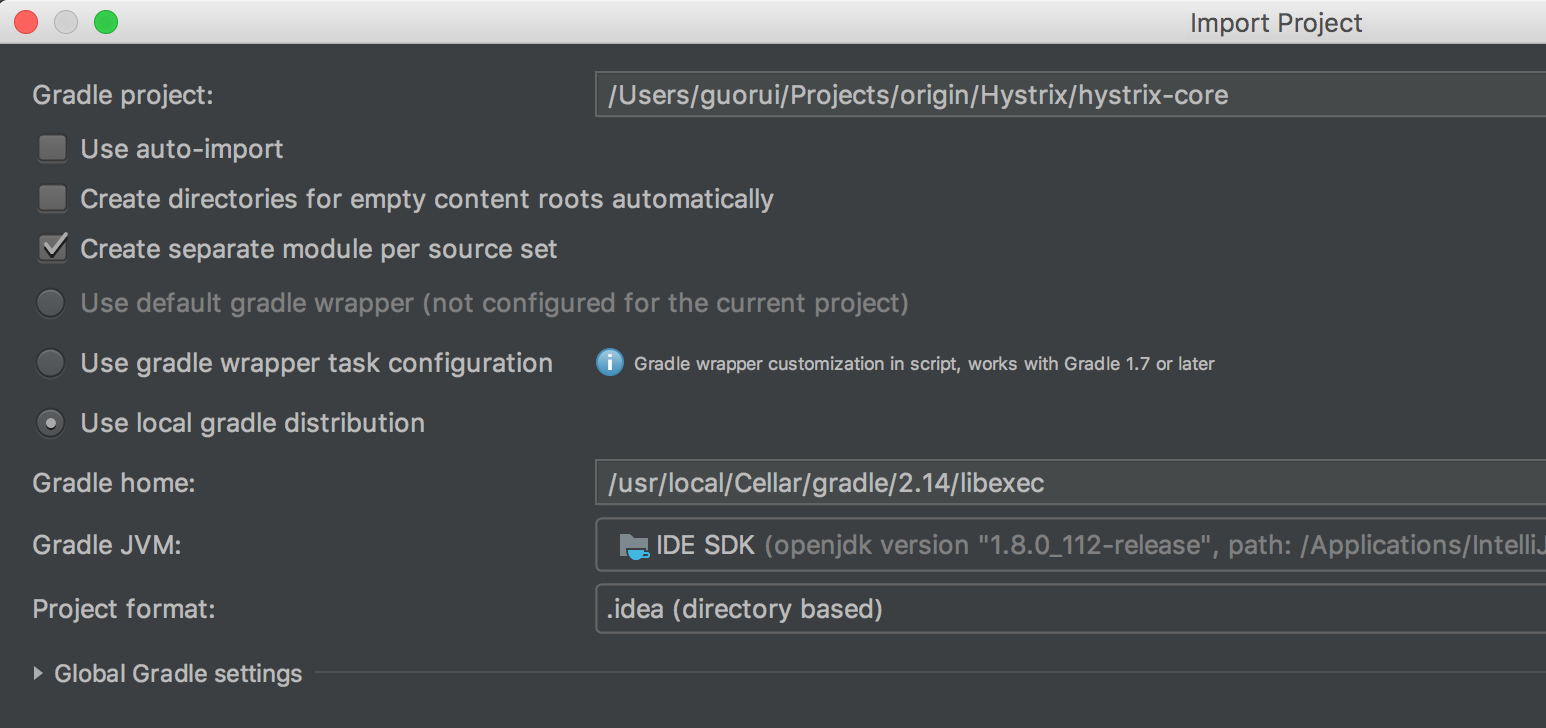 Import Project
Gradle project: /Users/guorui/Projects/origin/Hystrix/hystrix-core
Use auto-import
Create directories for empty content roots automatically
Create separate module per source set
Use default gradle wrapper (not configured for the current project)
Use gradle wrapper task configuration Gradle wrapper customization in script, works with Gradle 1.7 or later
Use local gradle distribution
Gradle home: /usr/local/Cellar/gradle/2.14/libexec
Gradle JVM: IDE SDK (openjdk version "1.8.0_112-release", path: /Applications/IntelliJ
Project format: .idea (directory based)
Global Gradle settings